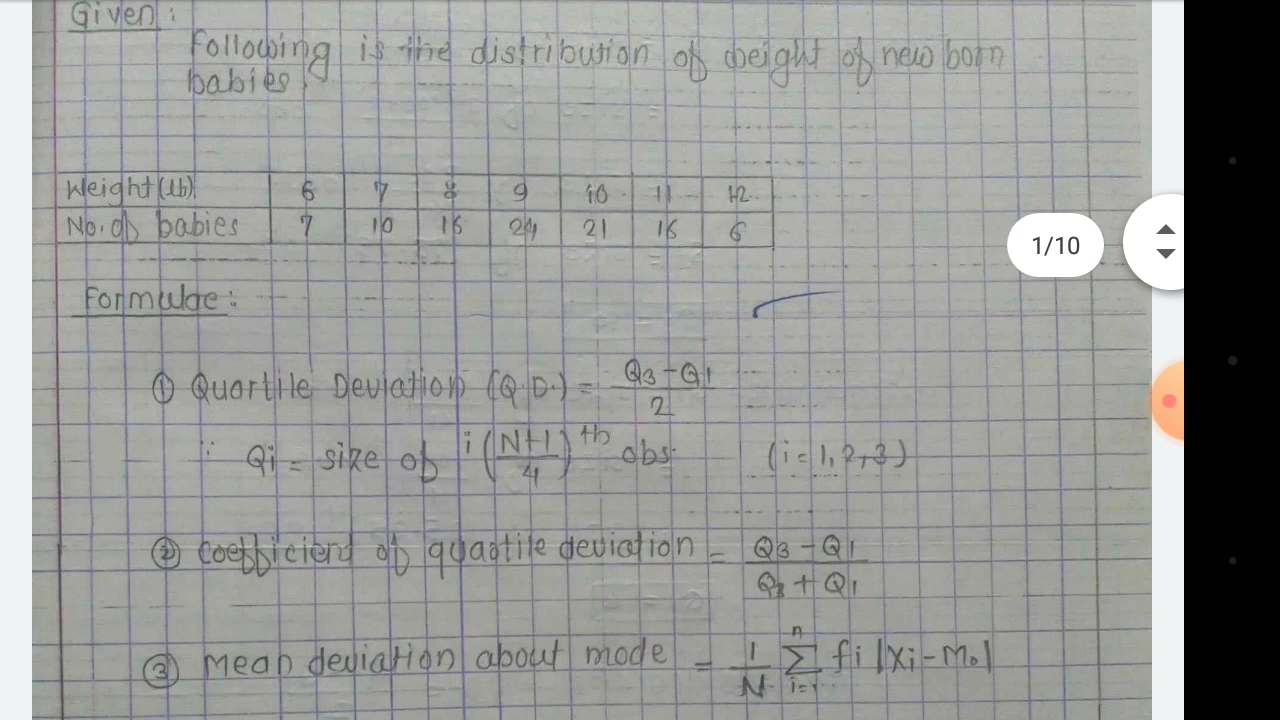 Given:
Following is the distribution of weight of new born
babies.
Weight(lb) 6 7 8 9 10 11 12
No. of babies 7 10 16 24 21 16 6
Formulae:
① Quartile Deviation (Q.D.) = Q3 - Q1 / 2
∵ Qi = size of i (N+1 / 4)th obs. (i = 1, 2, 3)
② coefficient of quartile deviation = Q3 - Q1 / Q3 + Q1
③ Mean deviation about mode = 1/N n∑i=1 fi |xi - Mo|
1/10